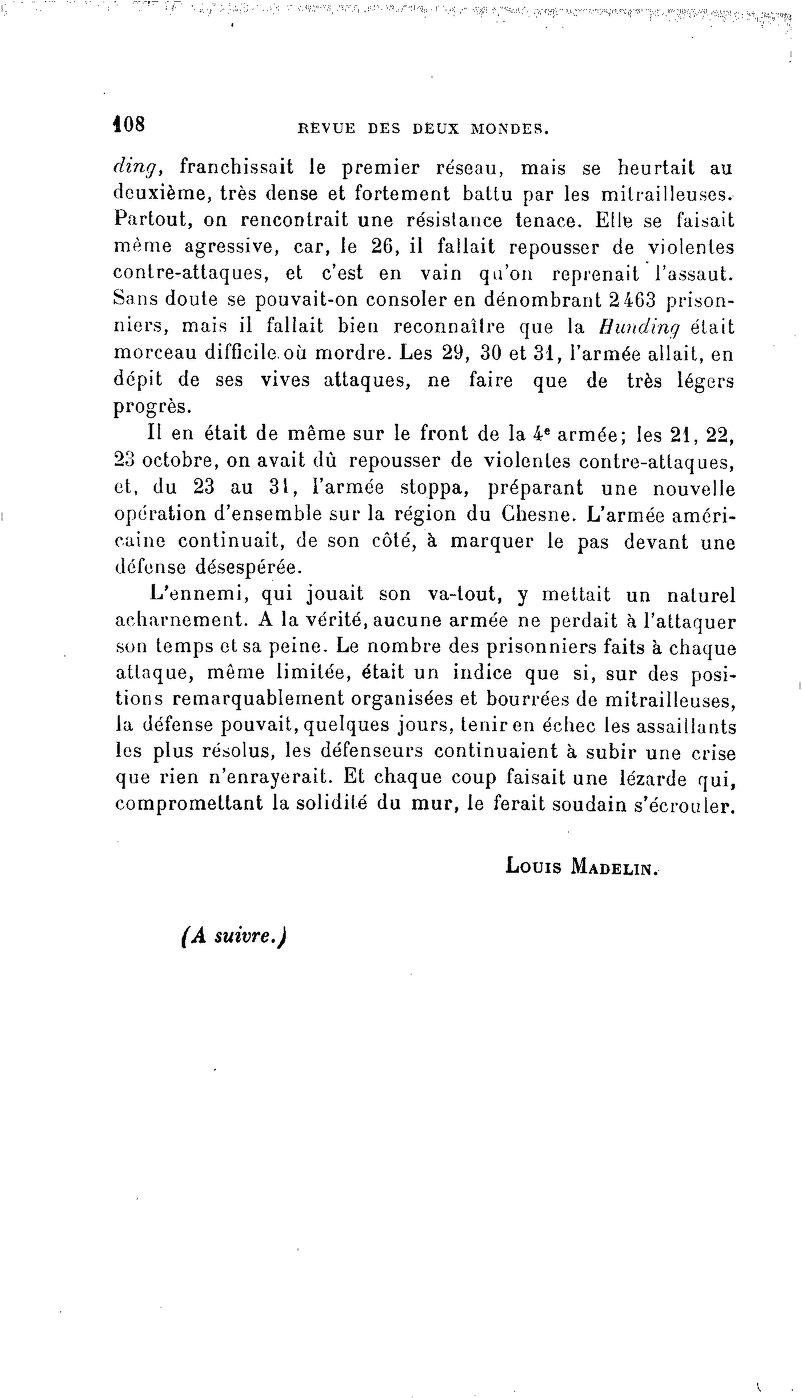 108 REVUE DES DEUX MONDES.
ding, franchissait le premier réseau, mais se heurtait au
deuxième, très dense et fortement battu par les mitrailleuses.
Partout, on rencontrait une résistance tenace. Elle se faisait
même agressive, car, le 26, il fallait repousser de violentes
contre-attaques, et c'est en vain qu'on reprenait l'assaut.
Sans doute se pouvait-on consoler en dénombrant 2 463 prison-
niers, mais il fallait bien reconnaître que la Hunding était
morceau difficile où mordre. Les 29, 30 et 31, l'armée allait, en
dépit de ses vives attaques, ne faire que de très légers
progrès.
Il en était de même sur le front de la 4e armée; les 21, 22,
23 octobre, on avait dû repousser de violentes contre-attaques,
et, du 23 au 31, l'armée stoppa, préparant une nouvelle
opération d'ensemble sur la région du Chesne. L'armée améri-
caine continuait, de son côté, à marquer le pas devant une
défense désespérée.
L'ennemi, qui jouait son va-tout, y mettait un naturel
acharnement. A la vérité, aucune armée ne perdait à l'attaquer
son temps et sa peine. Le nombre des prisonniers faits à chaque
attaque, même limitée, était un indice que si, sur des posi-
tions remarquablement organisées et bourrées de mitrailleuses,
la défense pouvait, quelques jours, tenir en échec les assaillants
les plus résolus, les défenseurs continuaient à subir une crise
que rien n'enrayerait. Et chaque coup faisait une lézarde qui,
compromettant la solidité du mur, le ferait soudain s'écrouler.
LOUIS MADELIN.
(A suivre.)